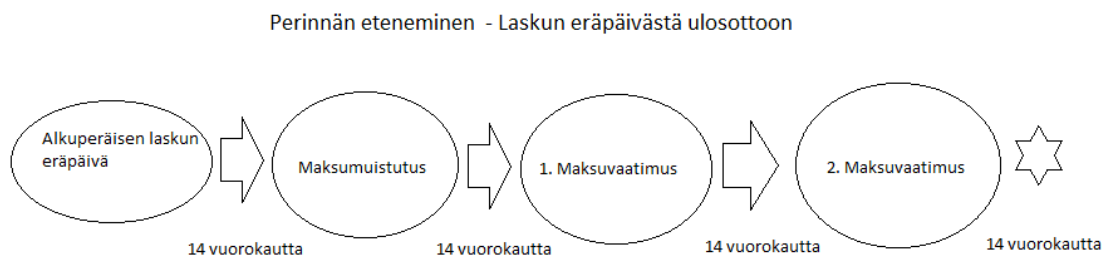 Perinnän eteneminen - Laskun eräpäivästä ulosottoon
Alkuperäisen laskun
eräpäivä
Maksumuistutus
1. Maksuvaatimus
2. Maksuvaatimus
14 vuorokautta
14 vuorokautta
14 vuorokautta
14 vuorokautta